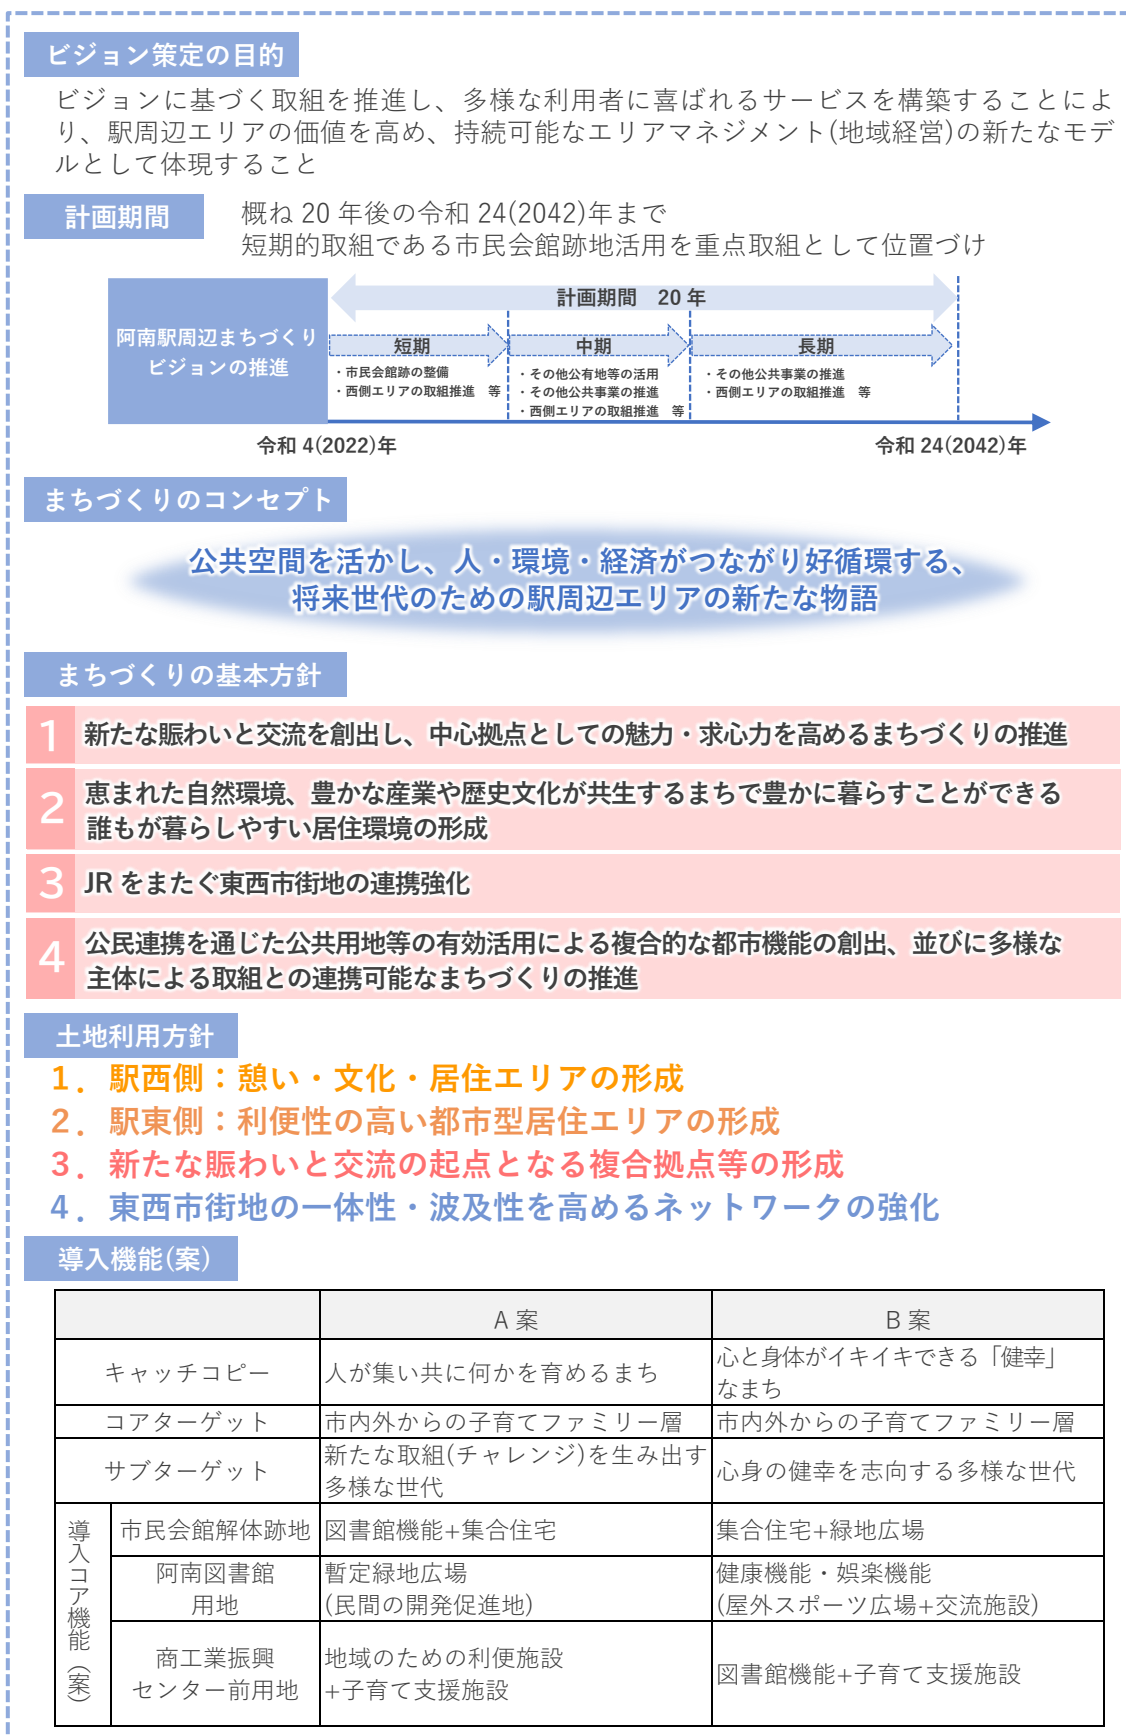 ビジョン策定の目的
ビジョンに基づく取組を推進し、多様な利用者に喜ばれるサービスを構築することによ
り、駅周辺エリアの価値を高め、持続可能なエリアマネジメント(地域経営)の新たなモデ
ルとして体現すること
計画期間
概ね 20 年後の令和 24(2042)年まで
短期的取組である市民会館跡地活用を重点取組として位置づけ
計画期間　20 年
阿南駅周辺まちづくり
ビジョンの推進
短期
・市民会館跡の整備
・西側エリアの取組推進　等
中期
・その他公有地等の活用
・その他公共事業の推進
・西側エリアの取組推進　等
長期
・その他公共事業の推進
・西側エリアの取組推進　等
令和 4(2022)年
令和 24(2042)年
まちづくりのコンセプト
公共空間を活かし、人・環境・経済がつながり好循環する、
将来世代のための駅周辺エリアの新たな物語
まちづくりの基本方針
1 新たな賑わいと交流を創出し、中心拠点としての魅力・求心力を高めるまちづくりの推進
2 恵まれた自然環境、豊かな産業や歴史文化が共生するまちで豊かに暮らすことができる
誰もが暮らしやすい居住環境の形成
3 JR をまたぐ東西市街地の連携強化
4 公民連携を通じた公共用地等の有効活用による複合的な都市機能の創出、並びに多様な
主体による取組との連携可能なまちづくりの推進
土地利用方針
1．駅西側：憩い・文化・居住エリアの形成
2．駅東側：利便性の高い都市型居住エリアの形成
3．新たな賑わいと交流の起点となる複合拠点等の形成
4．東西市街地の一体性・波及性を高めるネットワークの強化
導入機能(案)
A 案
B 案
キャッチコピー
人が集い共に何かを育めるまち
心と身体がイキイキできる「健幸」
なまち
コアターゲット
市内外からの子育てファミリー層
市内外からの子育てファミリー層
サブターゲット
新たな取組(チャレンジ)を生み出す
多様な世代
心身の健幸を志向する多様な世代
導入コア機能（案）
市民会館解体跡地
図書館機能+集合住宅
集合住宅+緑地広場
阿南図書館
用地
暫定緑地広場
(民間の開発促進地)
健康機能・娯楽機能
(屋外スポーツ広場+交流施設)
商工業振興
センター前用地
地域のための利便施設
+子育て支援施設
図書館機能+子育て支援施設